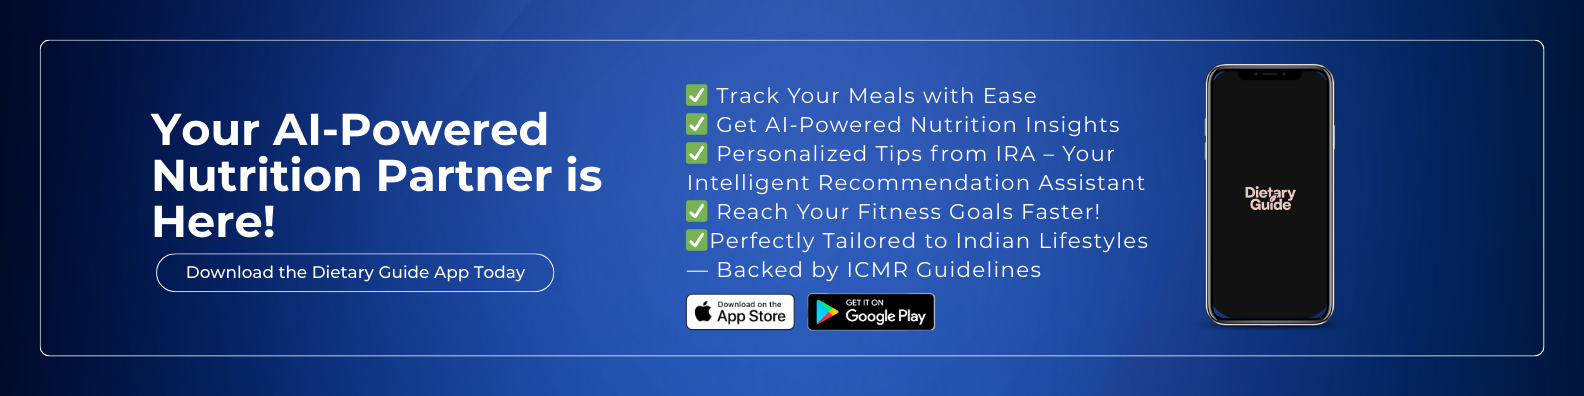 Your AI-Powered
Nutrition Partner is
Here!
Download the Dietary Guide App Today
✅ Track Your Meals with Ease
✅ Get AI-Powered Nutrition Insights
✅ Personalized Tips from IRA – Your
Intelligent Recommendation Assistant
✅ Reach Your Fitness Goals Faster!
✅Perfectly Tailored to Indian Lifestyles
— Backed by ICMR Guidelines
Download on the
App Store
GET IT ON
Google Play
Dietary
Guide